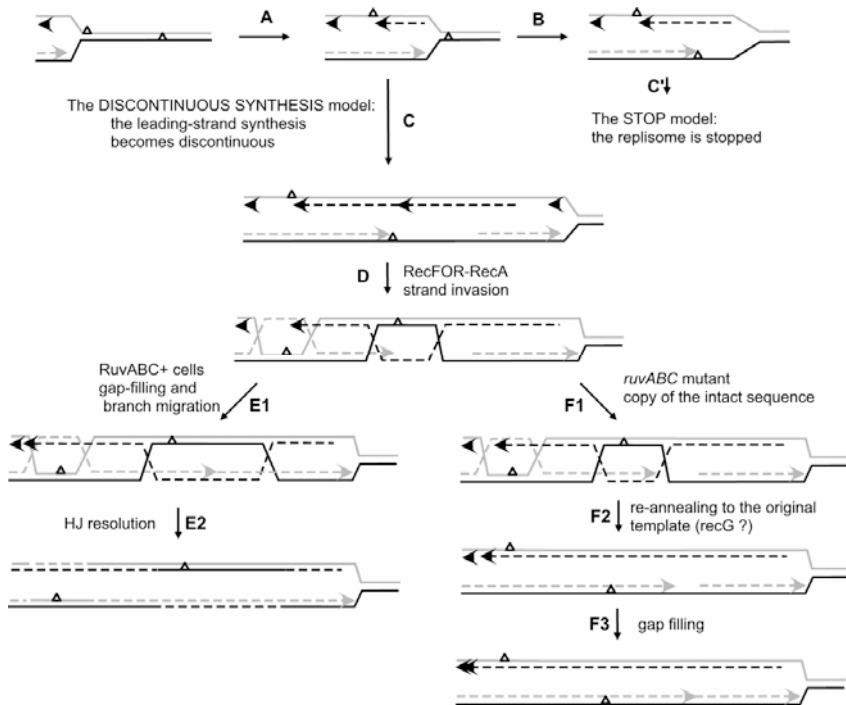 A
B
The DISCONTINUOUS SYNTHESIS model:
the leading-strand synthesis
becomes discontinuous
C
C'
The STOP model:
the replisome is stopped
D
RecFOR-RecA
strand invasion
RuvABC+ cells
gap-filling and
branch migration
E1
F1
ruvABC mutant
copy of the intact sequence
HJ resolution
E2
F2
re-annealing to the original
template (recG ?)
F3
gap filling